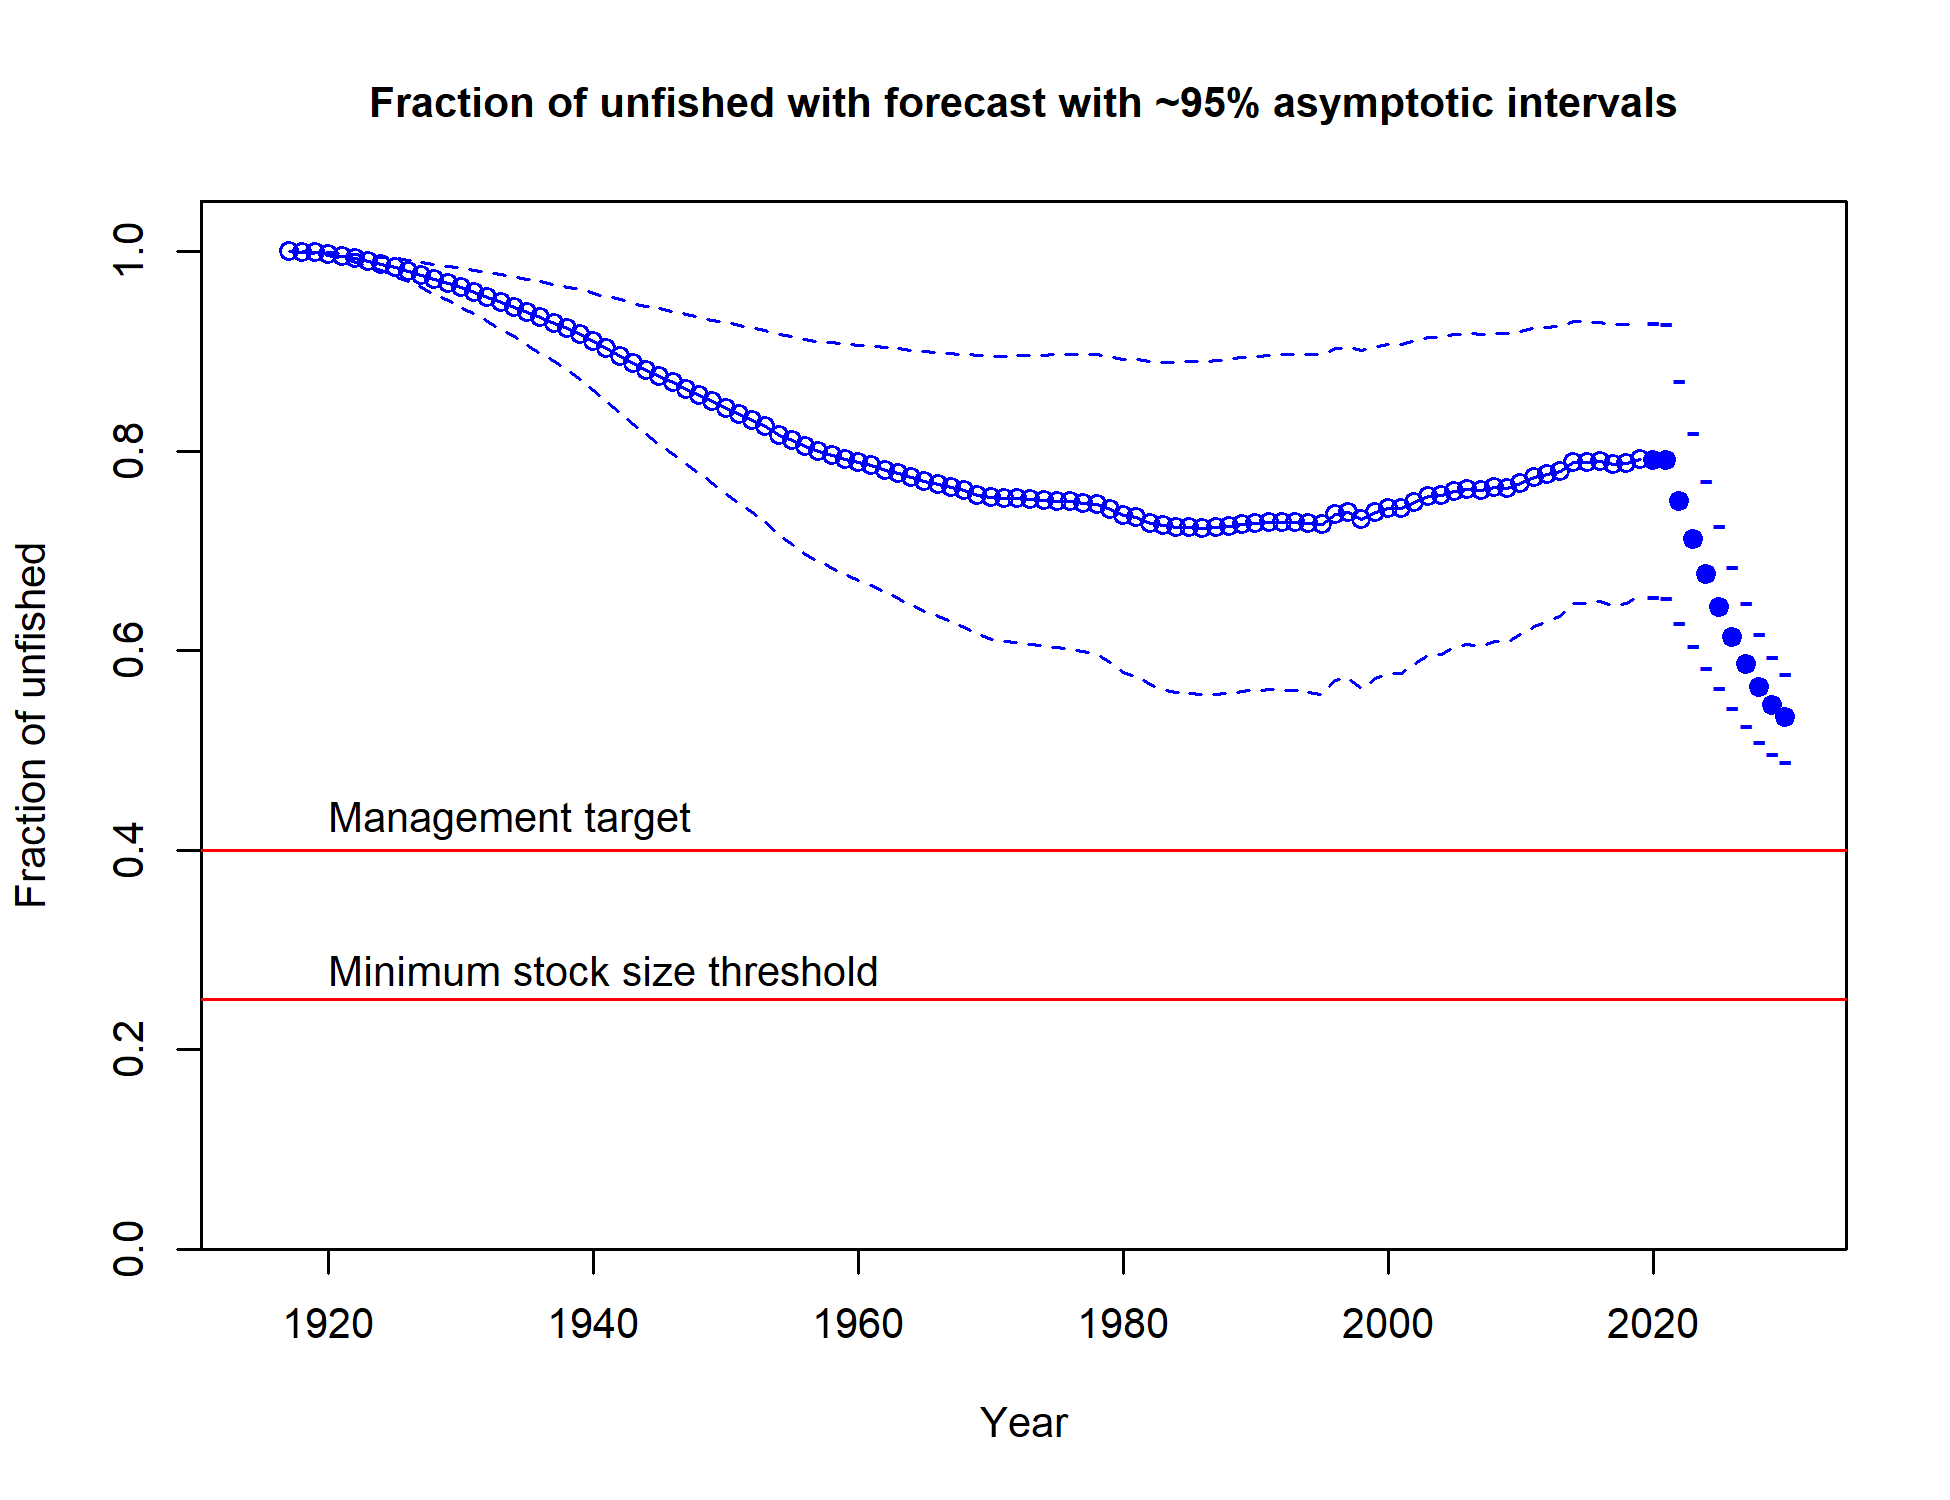 Fraction of unfished with forecast with ~95% asymptotic intervals
Fraction of unfished
1.0
0.8
0.6
0.4
0.2
0.0
Management target
Minimum stock size threshold
1920 1940 1960 1980 2000 2020
Year